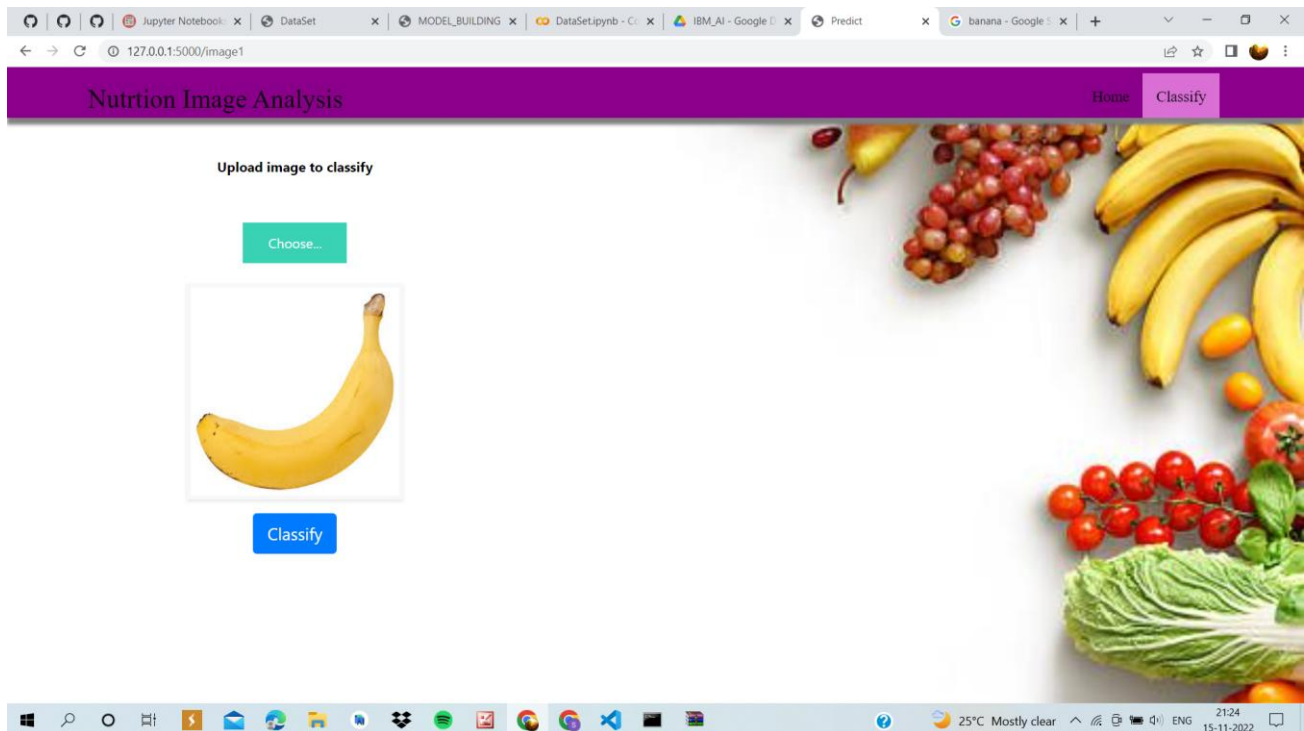 Jupyter Notebook:
DataSet
MODEL_BUILDING
DataSet.ipynb - Co
IBM_AI - Google D
Predict
banana - Google S
127.0.0.1:5000/image1
Nutrtion Image Analysis
Home
Classify
Upload image to classify
Choose...
Classify
25°C Mostly clear
ENG
21:24
15-11-2022